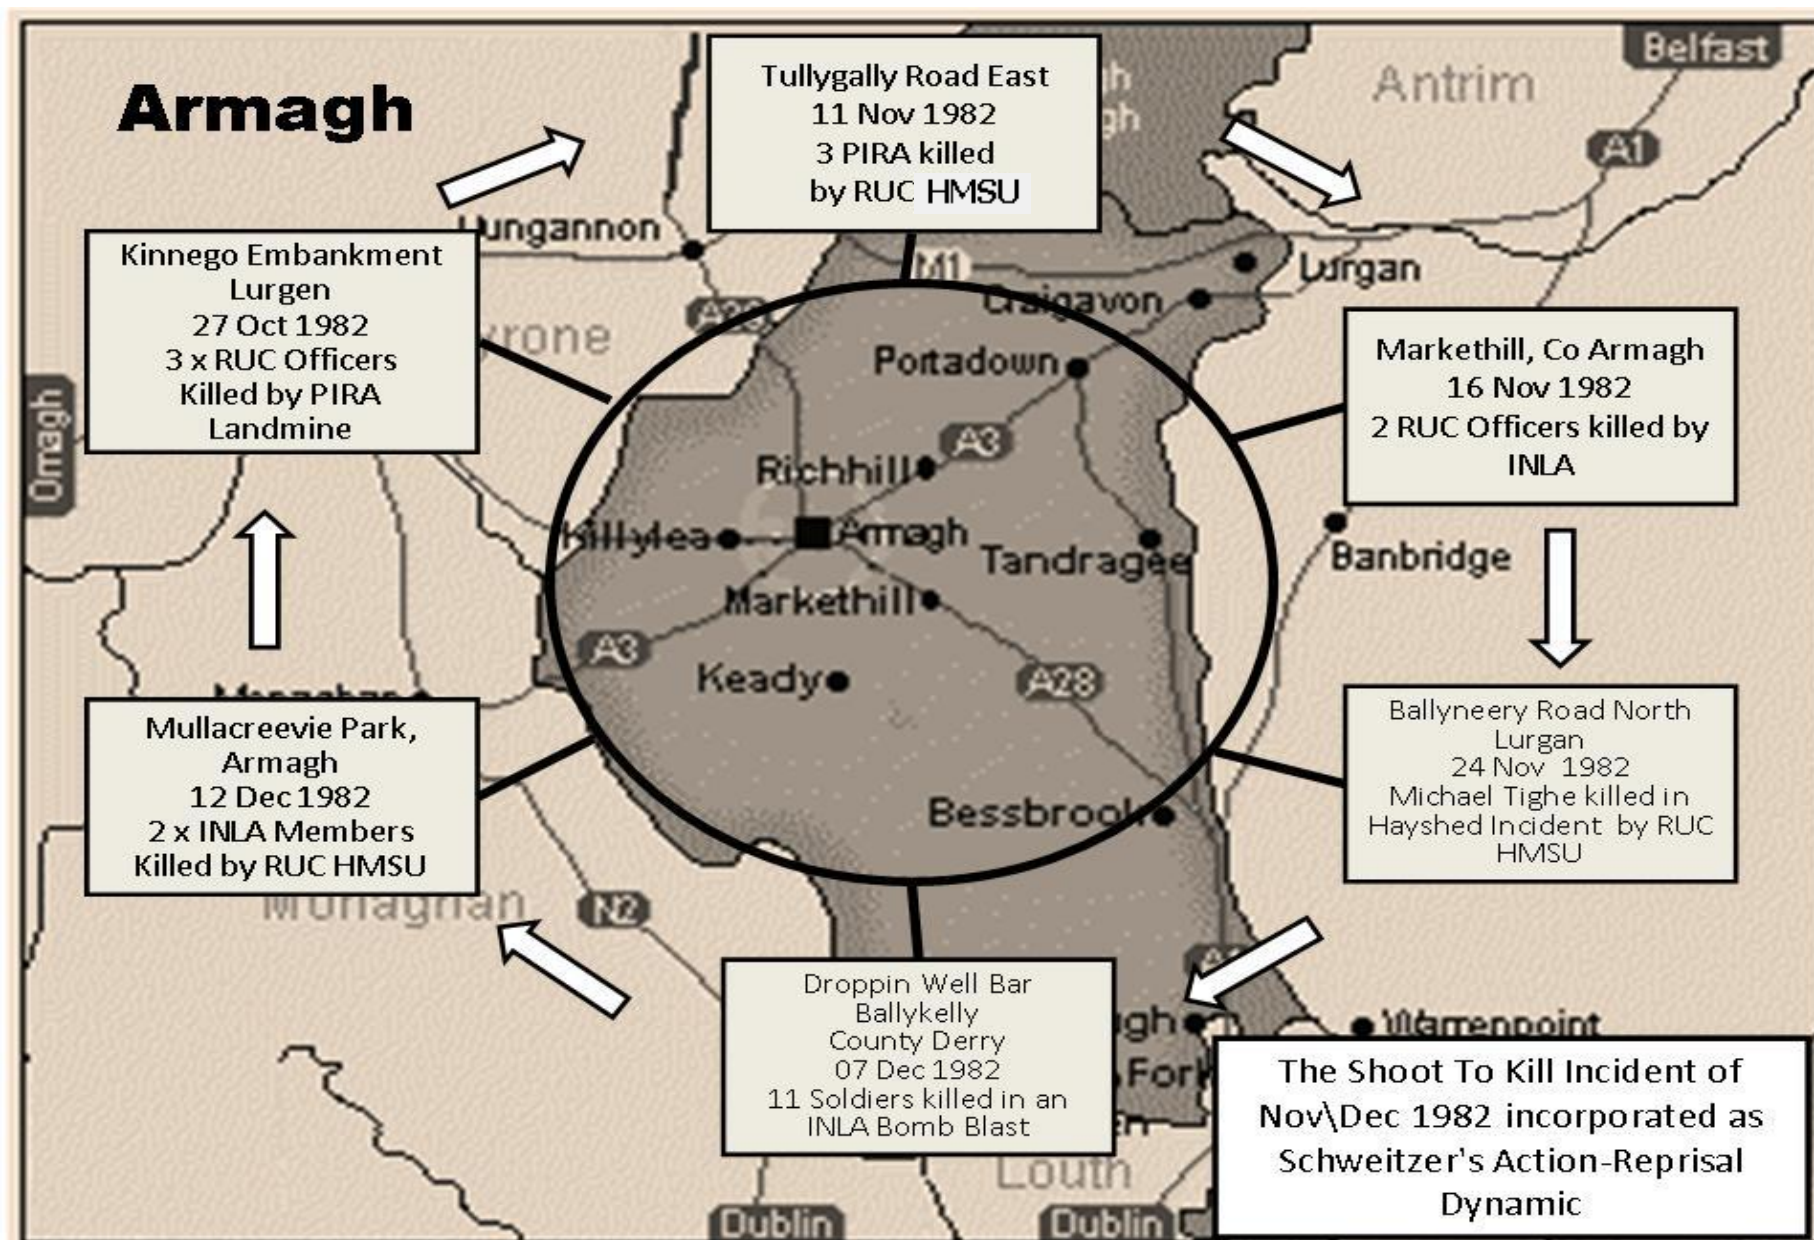 Armagh
Tullygally Road East
11 Nov 1982
3 PIRA killed
by RUC HMSU
Antrim
Belfast
A1
Kinnego Embankment
Lurgen
27 Oct 1982
3 x RUC Officers
Killed by PIRA
Landmine
Omagh
M1
Lurgan
Craigavon
Portadown
Markethill, Co Armagh
16 Nov 1982
2 RUC Officers killed by
INLA
A3
Richhill
Killylea
Armagh
Tandragee
Banbridge
Markethill
A3
Keady
A28
Bessbrook
Ballyneery Road North
Lurgan
24 Nov 1982
Michael Tighe killed in
Hayshed Incident by RUC
HMSU
Mullacreevie Park,
Armagh
12 Dec 1982
2 x INLA Members
Killed by RUC HMSU
Monaghan
N2
Droppin Well Bar
Ballykelly
County Derry
07 Dec 1982
11 Soldiers killed in an
INLA Bomb Blast
Warrenpoint
The Shoot To Kill Incident of
Nov\Dec 1982 incorporated as
Schweitzer's Action-Reprisal
Dynamic
Louth
Dublin
Dublin